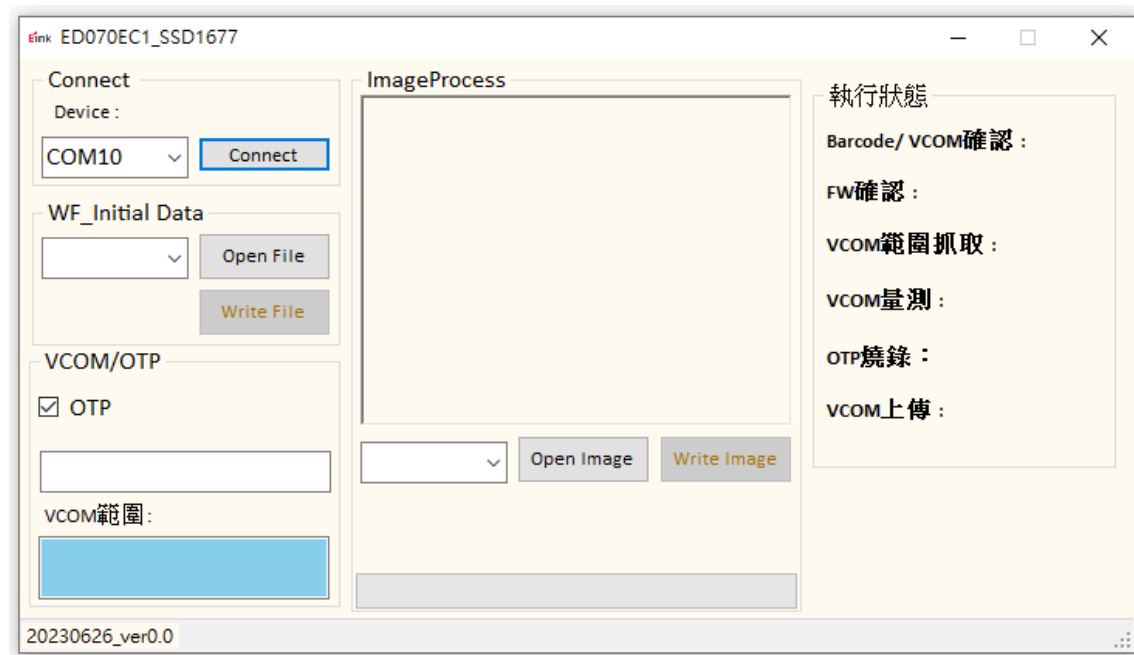 Eink ED070EC1_SSD1677
Connect
Device :
COM10
Connect
WF_Initial Data
Open File
Write File
VCOM/OTP
OTP
VCOM範圍:
ImageProcess
Open Image
Write Image
執行狀態
Barcode/ VCOM確認 :
FW確認 :
VCOM範圍抓取 :
VCOM量測 :
OTP燒錄：
VCOM上傳 :
20230626_ver0.0